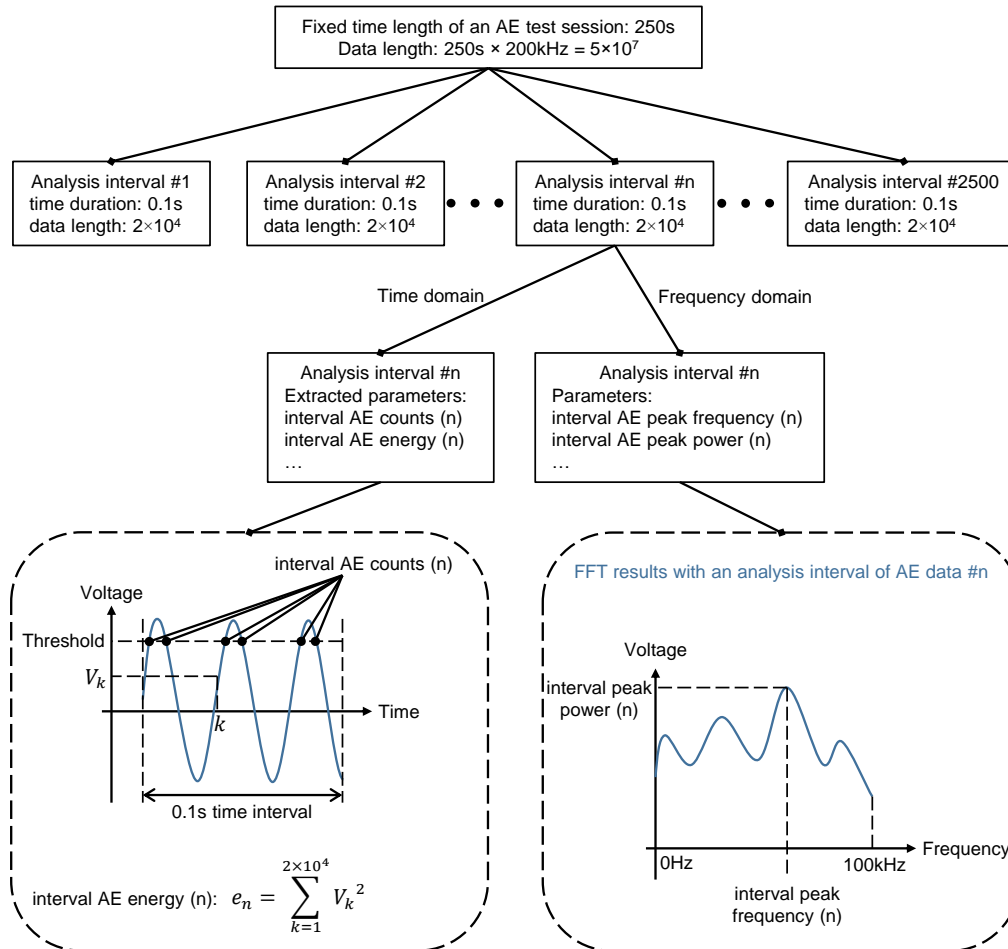 Fixed time length of an AE test session: 250s
Data length: 250s × 200kHz = 5×10⁷
Analysis interval #1
time duration: 0.1s
data length: 2×10⁴
Analysis interval #2
time duration: 0.1s
data length: 2×10⁴
Analysis interval #n
time duration: 0.1s
data length: 2×10⁴
Analysis interval #2500
time duration: 0.1s
data length: 2×10⁴
Time domain
Frequency domain
Analysis interval #n
Extracted parameters:
interval AE counts (n)
interval AE energy (n)
…
Analysis interval #n
Parameters:
interval AE peak frequency (n)
interval AE peak power (n)
…
interval AE counts (n)
Voltage
Threshold
V_k
k
Time
0.1s time interval
interval AE energy (n): e_n = ∑_{k=1}^{2×10⁴} V_k²
FFT results with an analysis interval of AE data #n
Voltage
interval peak
power (n)
0Hz
100kHz
Frequency
interval peak
frequency (n)